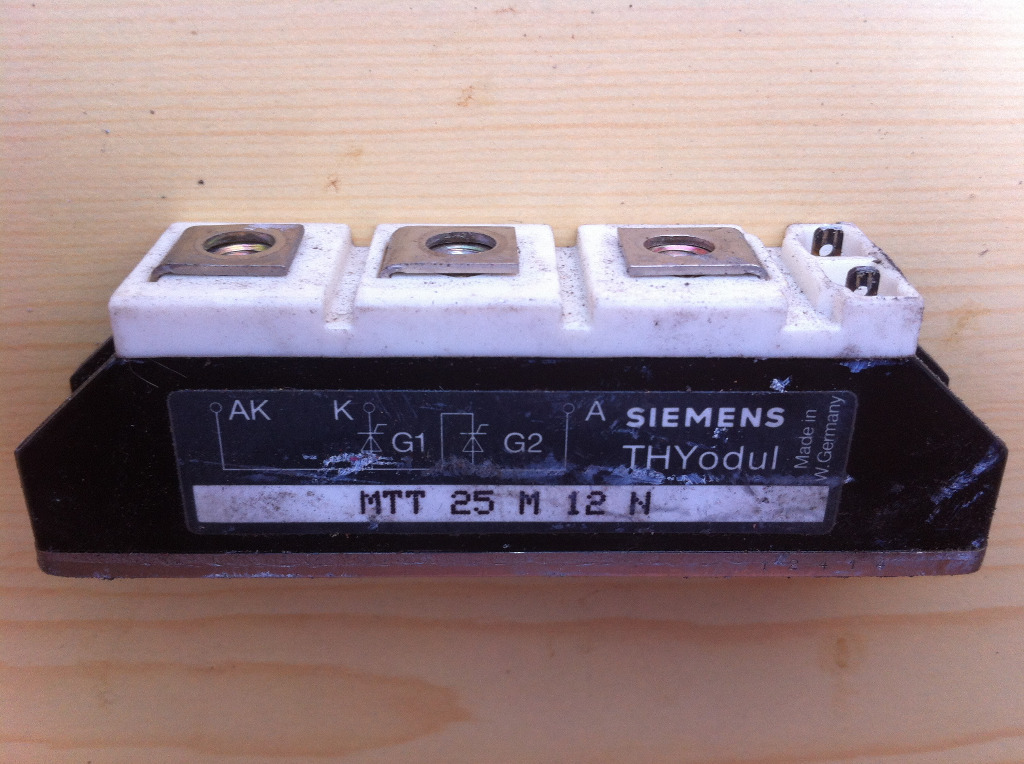 AK K G1 G2 A
SIEMENS
THYodul
Made in
W.Germany
MTT 25 M 12 N